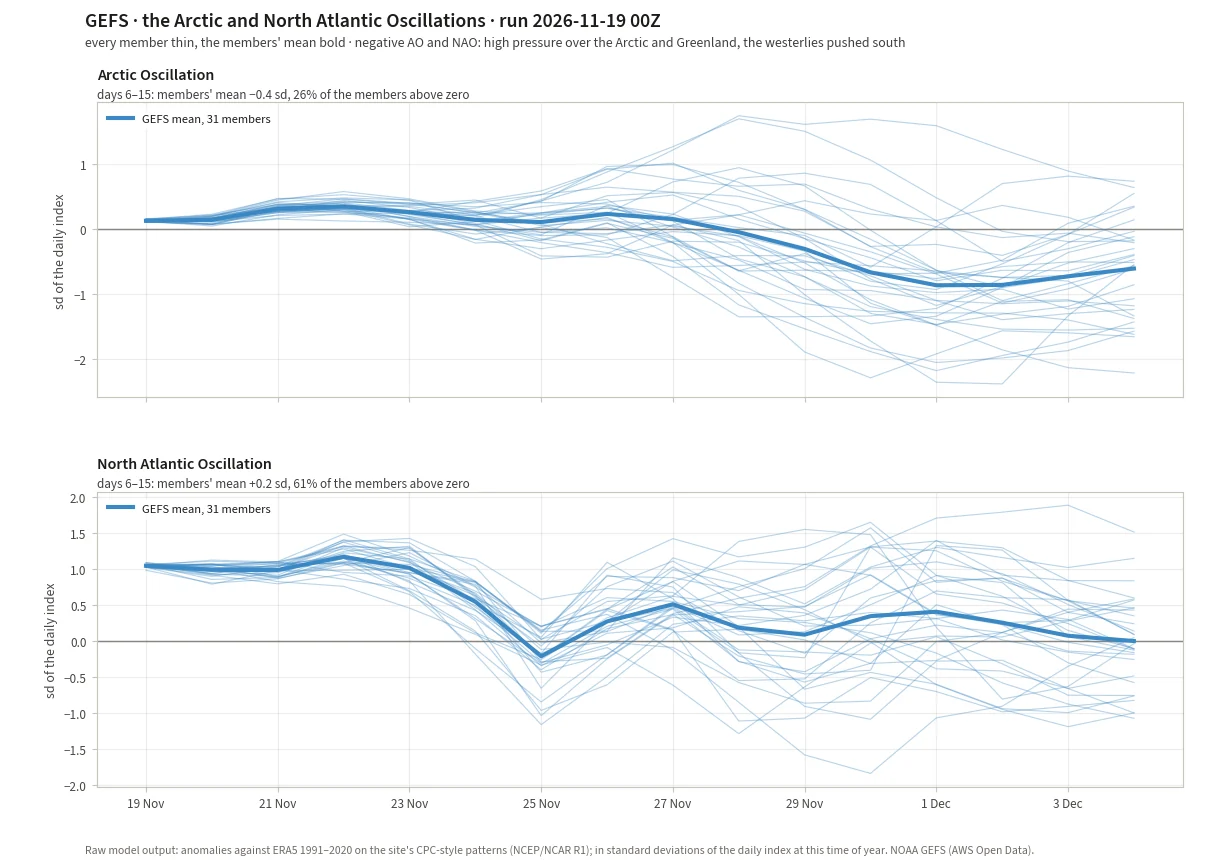 GEFS · the Arctic and North Atlantic Oscillations · run 2026-11-19 00Z
every member thin, the members' mean bold · negative AO and NAO: high pressure over the Arctic and Greenland, the westerlies pushed south
Arctic Oscillation
days 6–15: members' mean −0.4 sd, 26% of the members above zero
GEFS mean, 31 members
sd of the daily index
1
0
−1
−2
North Atlantic Oscillation
days 6–15: members' mean +0.2 sd, 61% of the members above zero
GEFS mean, 31 members
sd of the daily index
2.0
1.5
1.0
0.5
0.0
−0.5
−1.0
−1.5
−2.0
19 Nov 21 Nov 23 Nov 25 Nov 27 Nov 29 Nov 1 Dec 3 Dec
Raw model output: anomalies against ERA5 1991–2020 on the site's CPC-style patterns (NCEP/NCAR R1); in standard deviations of the daily index at this time of year. NOAA GEFS (AWS Open Data).